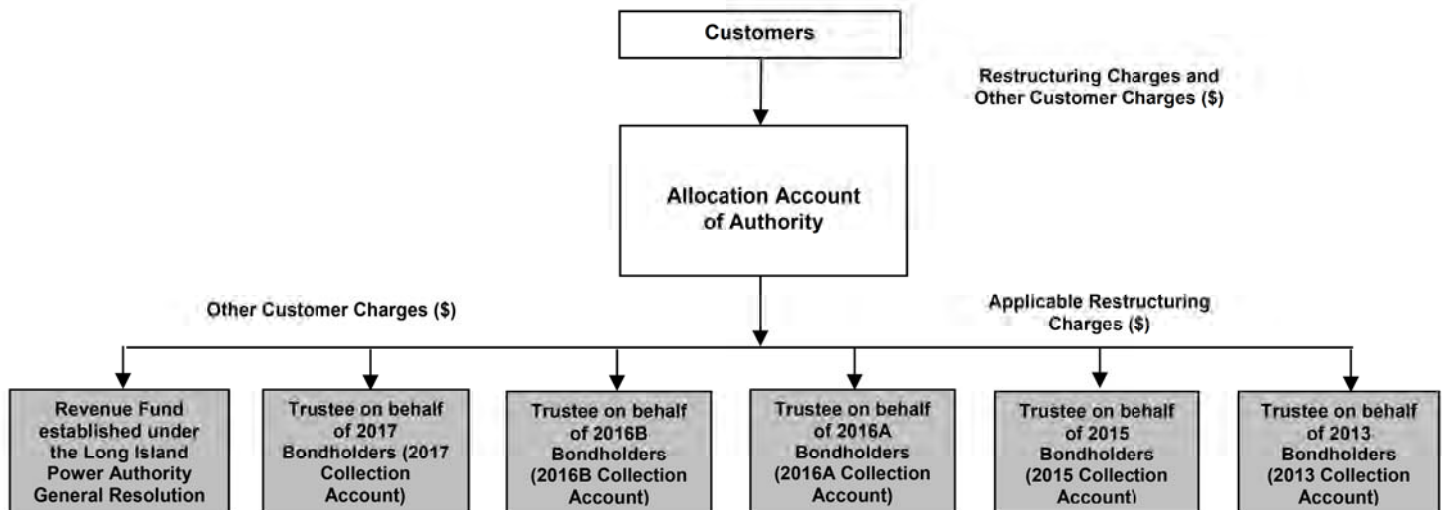 Customers
Restructuring Charges and
Other Customer Charges ($)
Allocation Account
of Authority
Other Customer Charges ($)
Applicable Restructuring
Charges ($)
Revenue Fund
established under
the Long Island
Power Authority
General Resolution
Trustee on behalf
of 2017
Bondholders (2017
Collection
Account)
Trustee on behalf
of 2016B
Bondholders
(2016B Collection
Account)
Trustee on behalf
of 2016A
Bondholders
(2016A Collection
Account)
Trustee on behalf
of 2015
Bondholders
(2015 Collection
Account)
Trustee on behalf
of 2013
Bondholders
(2013 Collection
Account)